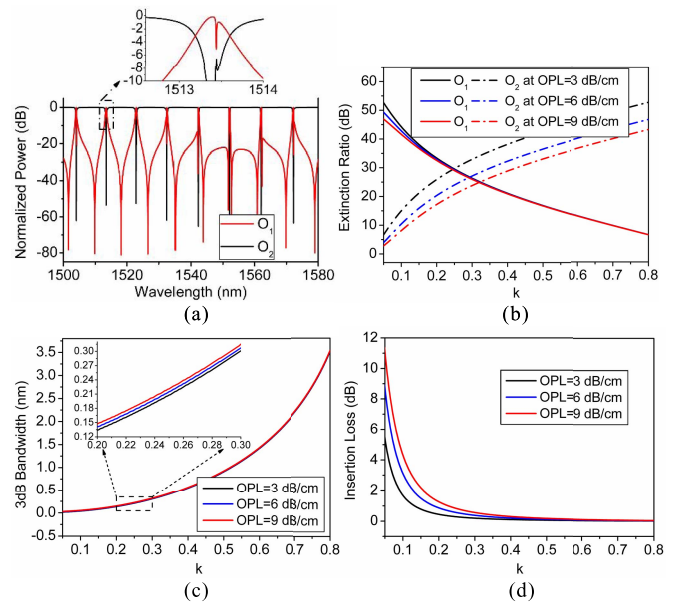 (a)
0
-2
-4
-6
-8
-10
1513
1514
Normalized Power (dB)
0
-20
-40
-60
-80
O1
O2
1500 1520 1540 1560 1580
Wavelength (nm)
(a)
(b)
Extinction Ratio (dB)
60
50
40
30
20
10
0
O1 O2 at OPL=3 dB/cm
O1 O2 at OPL=6 dB/cm
O1 O2 at OPL=9 dB/cm
0.1 0.2 0.3 0.4 0.5 0.6 0.7 0.8
k
(b)
(c)
3dB Bandwidth (nm)
3.5
3.0
2.5
2.0
1.5
1.0
0.5
0.0
-0.5
0.30
0.27
0.24
0.21
0.18
0.15
0.12
0.20 0.22 0.24 0.26 0.28 0.30
OPL=3 dB/cm
OPL=6 dB/cm
OPL=9 dB/cm
0.1 0.2 0.3 0.4 0.5 0.6 0.7 0.8
k
(c)
(d)
Insertion Loss (dB)
12
10
8
6
4
2
0
OPL=3 dB/cm
OPL=6 dB/cm
OPL=9 dB/cm
0.1 0.2 0.3 0.4 0.5 0.6 0.7 0.8
k
(d)